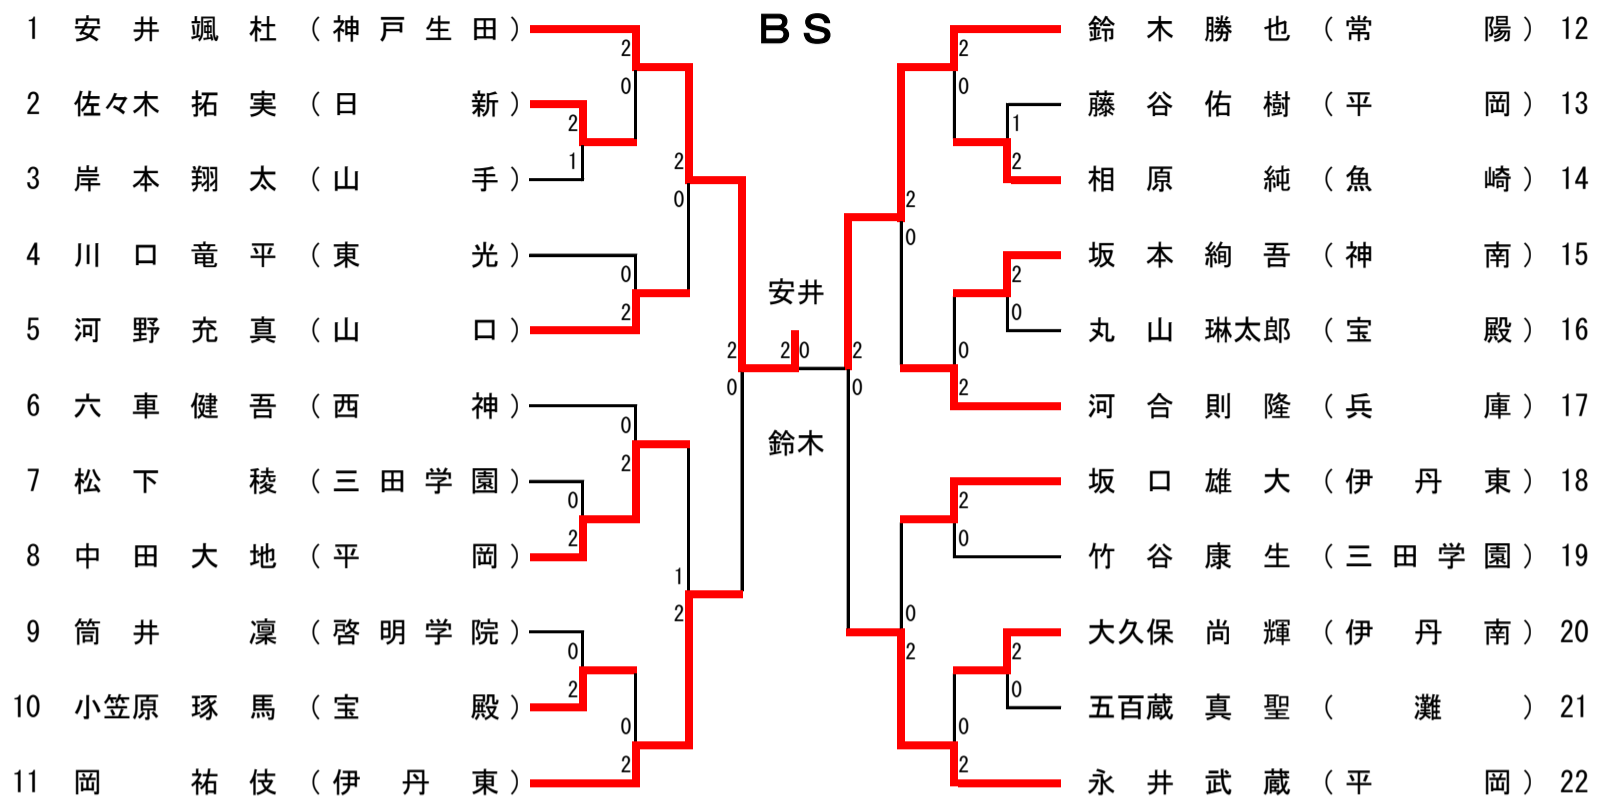 BS
1 安井颯杜（神戸生田）
2 佐々木拓実（日新）
3 岸本翔太（山手）
4 川口竜平（東光）
5 河野充真（山口）
6 六車健吾（西神）
7 松下稜（三田学園）
8 中田大地（平岡）
9 筒井凜（啓明学院）
10 小笠原琢馬（宝殿）
11 岡祐伎（伊丹東）
2
0
2
1
0
2
0
2
0
2
0
2
0
2
2
0
1
2
2
0
安井
2 0
鈴木
2
0
2
0
0
2
2
0
1
2
2
0
0
2
2
0
2
0
0
2
鈴木勝也（常陽）12
藤谷佑樹（平岡）13
相原純（魚崎）14
坂本絢吾（神南）15
丸山琳太郎（宝殿）16
河合則隆（兵庫）17
坂口雄大（伊丹東）18
竹谷康生（三田学園）19
大久保尚輝（伊丹南）20
五百蔵真聖（灘）21
永井武蔵（平岡）22